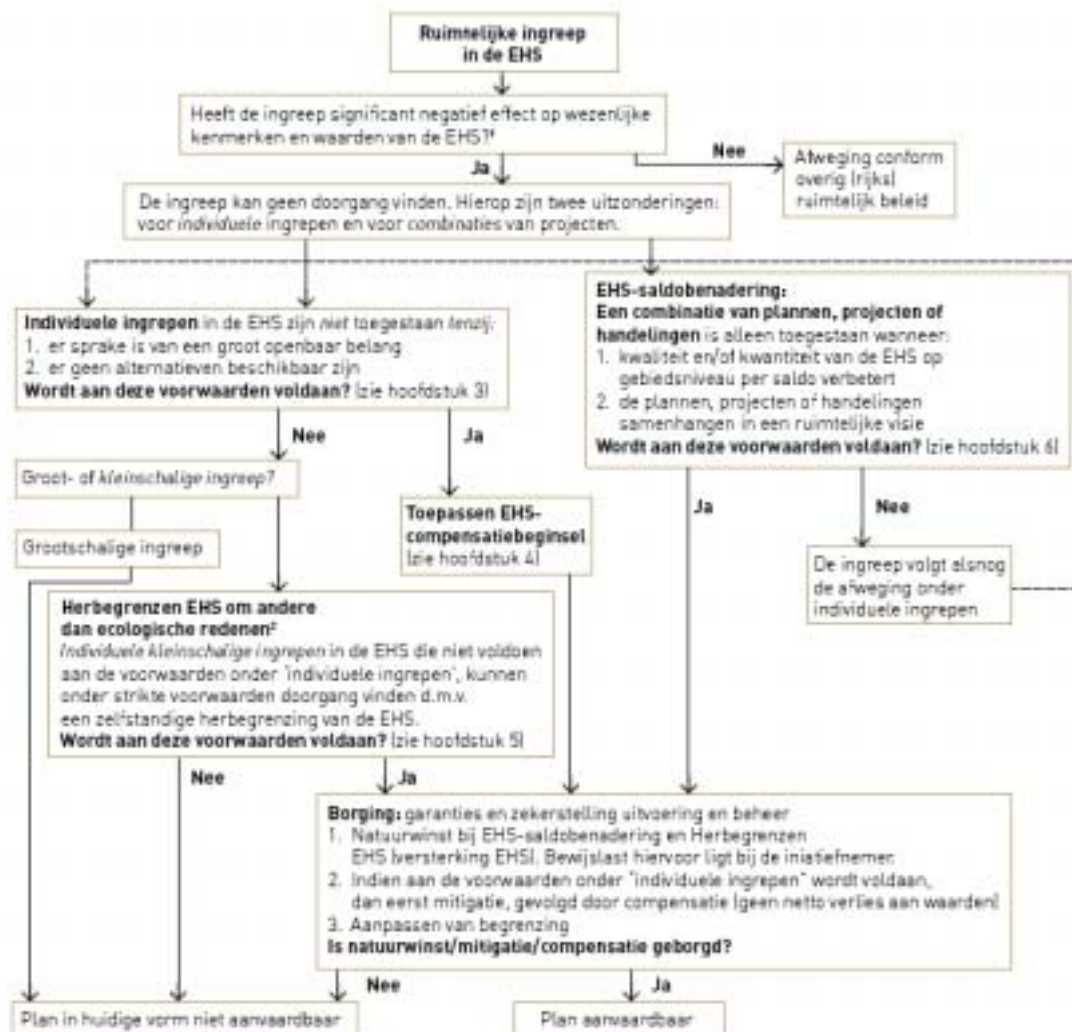 Ruimtelijke ingreep
in de EHS
Heeft de ingreep significant negatief effect op wezenlijke
kenmerken en waarden van de EHS?¹
Nee
Ja
Afweging conform
overig (rijks)
ruimtelijk beleid
De ingreep kan geen doorgang vinden. Hierop zijn twee uitzonderingen:
voor individuele ingrepen en voor combinaties van projecten.
Individuele ingrepen in de EHS zijn niet toegestaan tenzij:
1. er sprake is van een groot openbaar belang
2. er geen alternatieven beschikbaar zijn
Wordt aan deze voorwaarden voldaan? (zie hoofdstuk 3)
EHS-saldobenadering:
Een combinatie van plannen, projecten of
handelingen is alleen toegestaan wanneer:
1. kwaliteit en/of kwantiteit van de EHS op
gebiedsniveau per saldo verbetert
2. de plannen, projecten of handelingen
samenhangen in een ruimtelijke visie
Wordt aan deze voorwaarden voldaan? (zie hoofdstuk 6)
Nee
Ja
Groot- of kleinschalige ingreep?
Grootschalige ingreep
Toepassen EHS-
compensatiebeginsel
(zie hoofdstuk 4)
Ja
Nee
De ingreep volgt alsnog
de afweging onder
individuele ingrepen
Herbegrenzen EHS om andere
dan ecologische redenen²
Individuele kleinschalige ingrepen in de EHS die niet voldoen
aan de voorwaarden onder "individuele ingrepen", kunnen
onder strikte voorwaarden doorgang vinden d.m.v.
een zelfstandige herbegrenzing van de EHS.
Wordt aan deze voorwaarden voldaan? (zie hoofdstuk 5)
Nee
Ja
Borging: garanties en zekerstelling uitvoering en beheer
1. Natuurwinst bij EHS-saldobenadering en Herbegrenzen
EHS (versterking EHS). Bewijslast hiervoor ligt bij de iniatiefnemer.
2. Indien aan de voorwaarden onder "individuele ingrepen" wordt voldaan,
dan eerst mitigatie, gevolgd door compensatie (geen netto verlies aan waarden)
3. Aanpassen van begrenzing
Is natuurwinst/mitigatie/compensatie geborgd?
Nee
Ja
Plan in huidige vorm niet aanvaardbaar
Plan aanvaardbaar